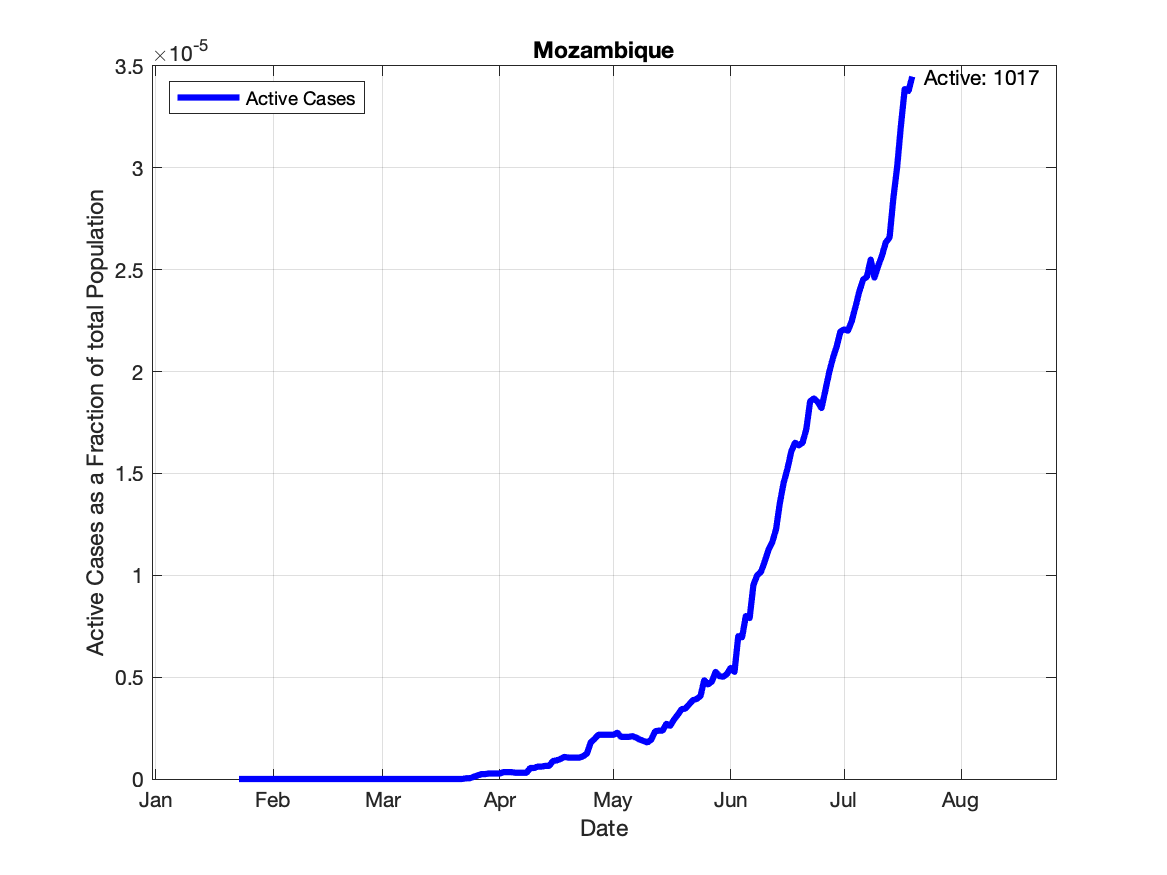 Mozambique
×10-5
3.5
3
2.5
2
1.5
1
0.5
0
Active Cases as a Fraction of total Population
Active Cases
Active: 1017
Jan Feb Mar Apr May Jun Jul Aug
Date